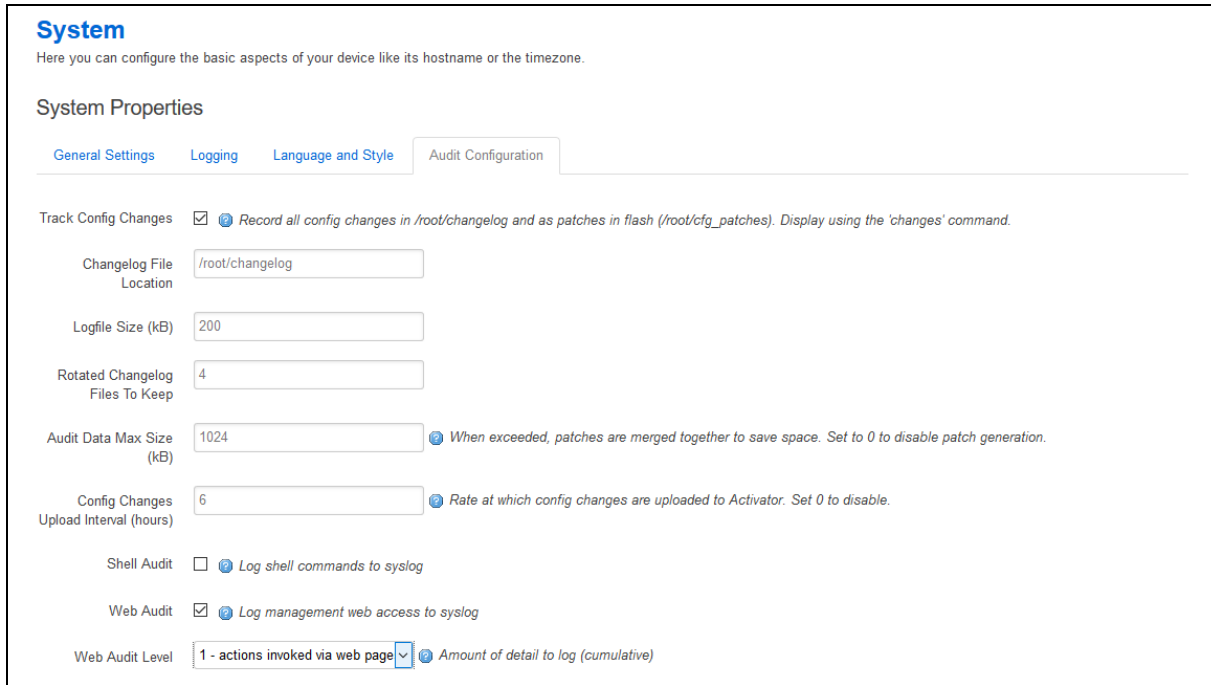 System
Here you can configure the basic aspects of your device like its hostname or the timezone.
System Properties
General Settings Logging Language and Style Audit Configuration
Track Config Changes Record all config changes in /root/changelog and as patches in flash (/root/cfg_patches). Display using the 'changes' command.
Changelog File
Location
/root/changelog
Logfile Size (kB) 200
Rotated Changelog
Files To Keep
4
Audit Data Max Size
(kB)
1024 When exceeded, patches are merged together to save space. Set to 0 to disable patch generation.
Config Changes
Upload Interval (hours)
6 Rate at which config changes are uploaded to Activator. Set 0 to disable.
Shell Audit Log shell commands to syslog
Web Audit Log management web access to syslog
Web Audit Level 1 - actions invoked via web page Amount of detail to log (cumulative)